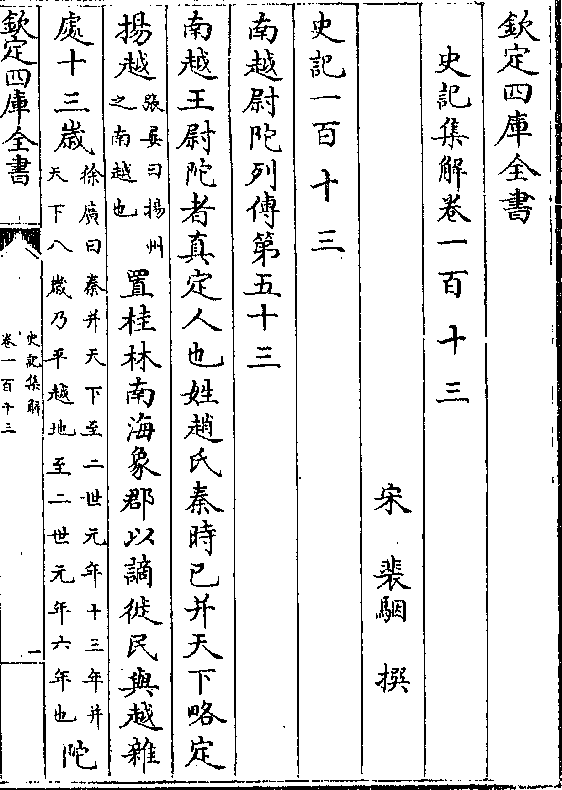 欽定四庫全書
史記集解卷一百十三
宋 裴駰 撰
史記一百十三
南越尉陀列傳第五十三
南越王尉陀者真定人也姓趙氏秦時已并天下略定
揚越張晏曰揚州之南越也置桂林南海象郡以謫徙民與越雜
處十三歲徐廣曰秦并天下至二世元年十三年并天下八歲乃平越地至二世元年六年也陀
欽定四庫全書
史記集解
卷一百十三
一